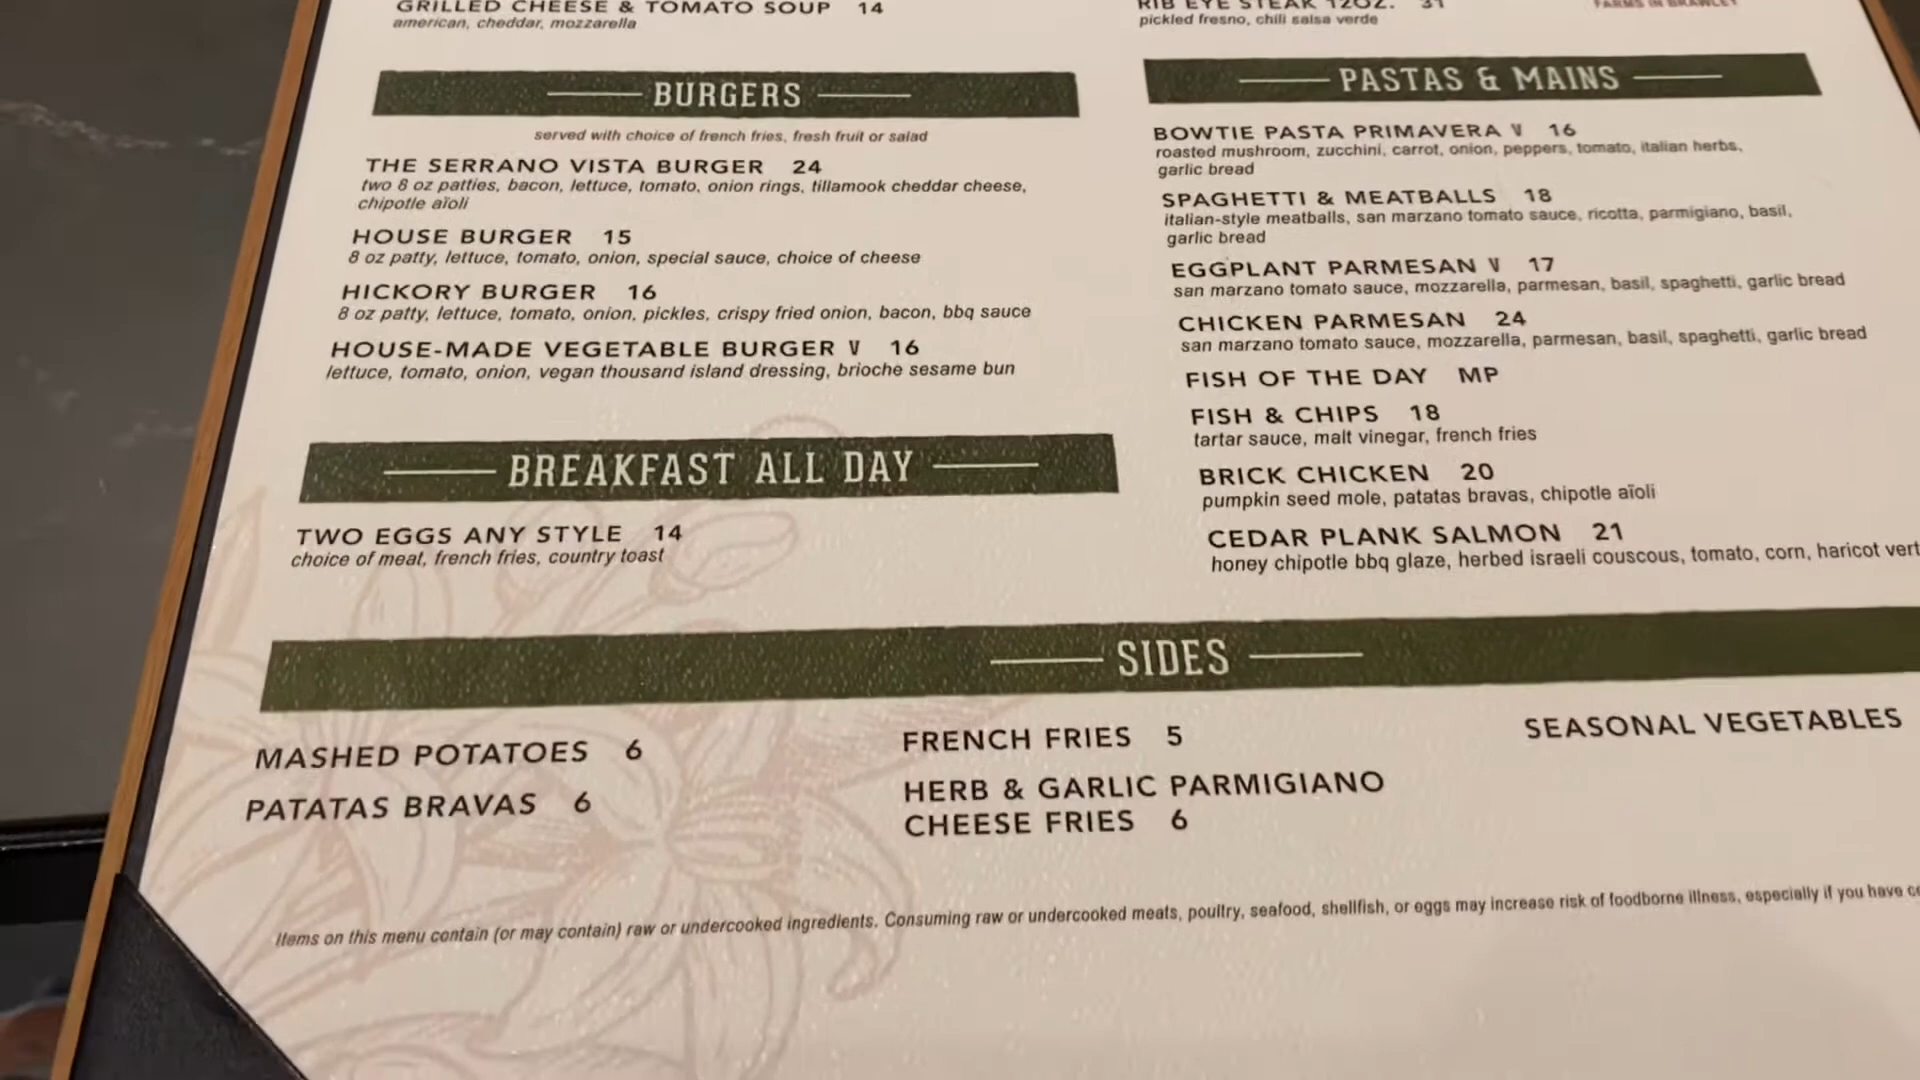 GRILLED CHEESE & TOMATO SOUP 14
american, cheddar, mozzarella
BURGERS
served with choice of french fries, fresh fruit or salad
THE SERRANO VISTA BURGER 24
two 8 oz patties, bacon, lettuce, tomato, onion rings, tillamook cheddar cheese,
chipotle aïoli
HOUSE BURGER 15
8 oz patty, lettuce, tomato, onion, special sauce, choice of cheese
HICKORY BURGER 16
8 oz patty, lettuce, tomato, onion, pickles, crispy fried onion, bacon, bbq sauce
HOUSE-MADE VEGETABLE BURGER V 16
lettuce, tomato, onion, vegan thousand island dressing, brioche sesame bun
BREAKFAST ALL DAY
TWO EGGS ANY STYLE 14
choice of meat, french fries, country toast
RIB EYE STEAK 12OZ. 31
FARMS IN BRAWLEY
pickled fresno, chili salsa verde
PASTAS & MAINS
BOWTIE PASTA PRIMAVERA V 16
roasted mushroom, zucchini, carrot, onion, peppers, tomato, italian herbs,
garlic bread
SPAGHETTI & MEATBALLS 18
italian-style meatballs, san marzano tomato sauce, ricotta, parmigiano, basil,
garlic bread
EGGPLANT PARMESAN V 17
san marzano tomato sauce, mozzarella, parmesan, basil, spaghetti, garlic bread
CHICKEN PARMESAN 24
san marzano tomato sauce, mozzarella, parmesan, basil, spaghetti, garlic bread
FISH OF THE DAY MP
FISH & CHIPS 18
tartar sauce, malt vinegar, french fries
BRICK CHICKEN 20
pumpkin seed mole, patatas bravas, chipotle aïoli
CEDAR PLANK SALMON 21
honey chipotle bbq glaze, herbed israeli couscous, tomato, corn, haricot vert
SIDES
MASHED POTATOES 6
PATATAS BRAVAS 6
FRENCH FRIES 5
HERB & GARLIC PARMIGIANO
CHEESE FRIES 6
SEASONAL VEGETABLES
Items on this menu contain (or may contain) raw or undercooked ingredients. Consuming raw or undercooked meats, poultry, seafood, shellfish, or eggs may increase risk of foodborne illness, especially if you have